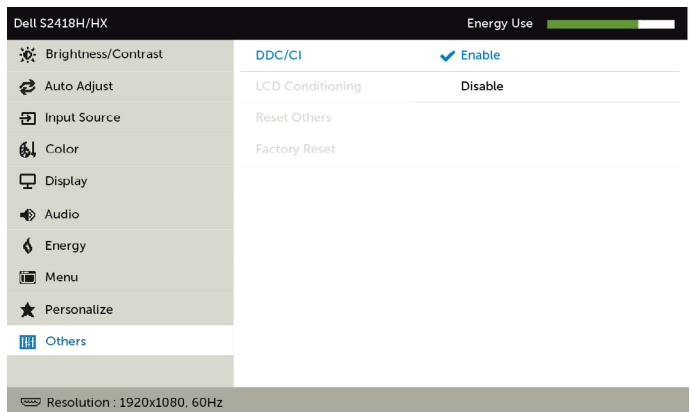 Dell S2418H/HX Energy Use
Brightness/Contrast DDC/CI Enable
Auto Adjust LCD Conditioning Disable
Input Source Reset Others
Color Factory Reset
Display
Audio
Energy
Menu
Personalize
Others
Resolution : 1920x1080, 60Hz